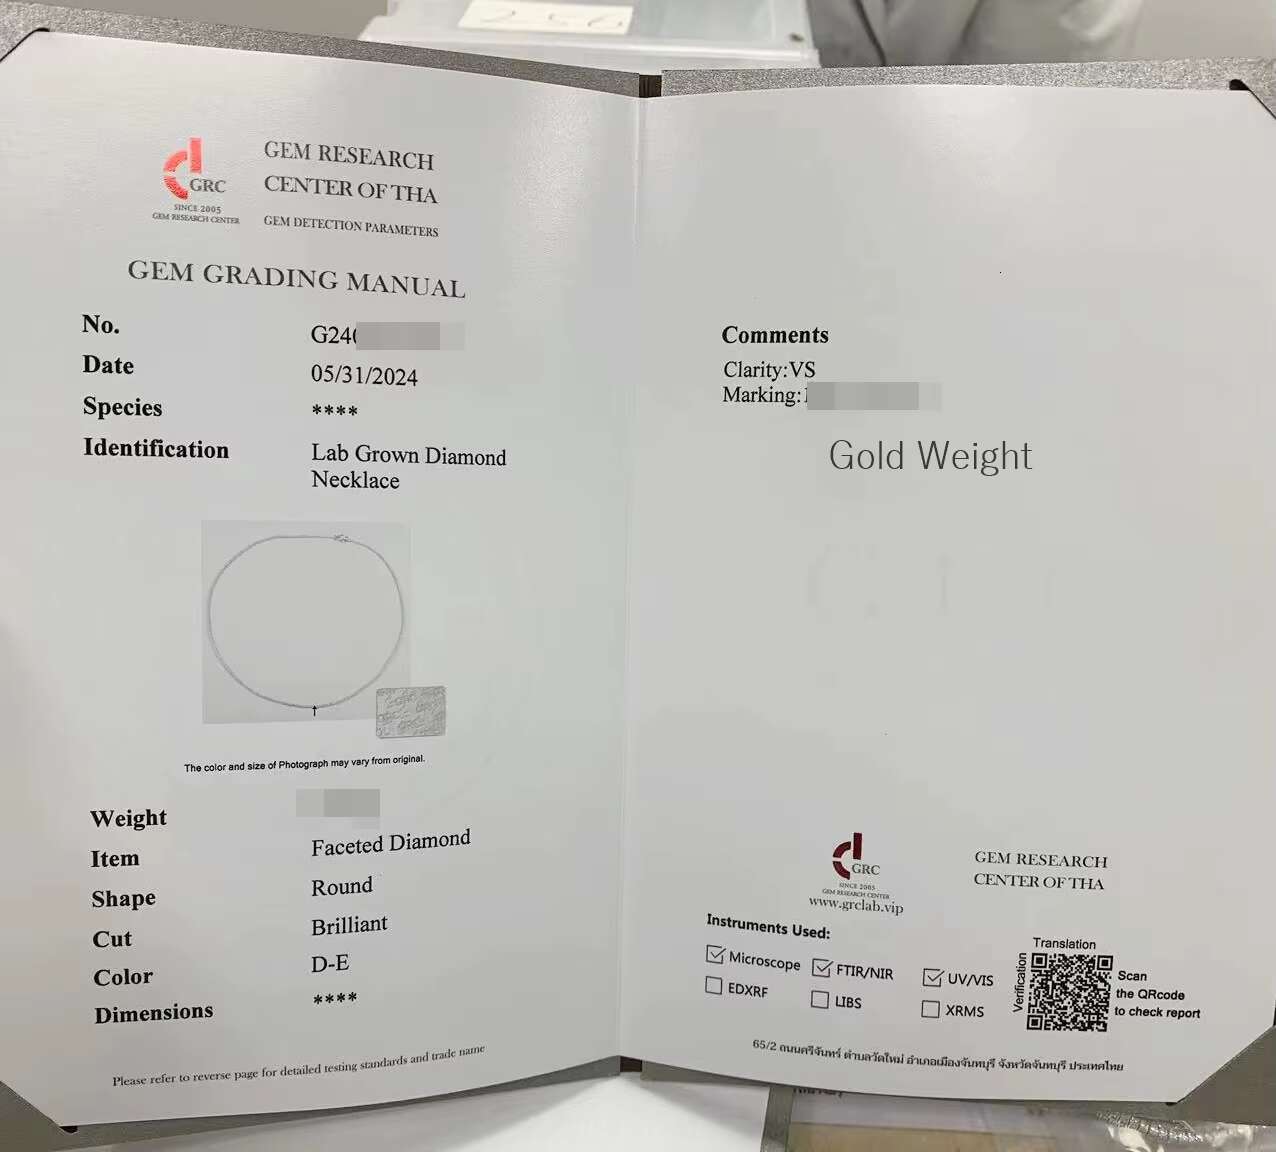 GRC
SINCE 2005
GEM RESEARCH CENTER
GEM RESEARCH
CENTER OF THA
GEM DETECTION PARAMETERS
GEM GRADING MANUAL
No. G240
Date 05/31/2024
Species ****
Identification Lab Grown Diamond
Necklace
The color and size of Photograph may vary from original.
Weight
Item Faceted Diamond
Shape Round
Cut Brilliant
Color D-E
Dimensions ****
Please refer to reverse page for detailed testing standards and trade name
Comments
Clarity:VS
Marking:
Gold Weight
GRC
SINCE 2005
GEM RESEARCH CENTER
www.grclab.vip
GEM RESEARCH
CENTER OF THA
Instruments Used:
Microscope FTIR/NIR UV/VIS
EDXRF LIBS XRMS
Translation
Verification
Scan
the QRcode
to check report
65/2 ถนนศรีจันทร์ ตำบลวัดใหม่ อำเภอเมืองจันทบุรี จังหวัดจันทบุรี ประเทศไทย